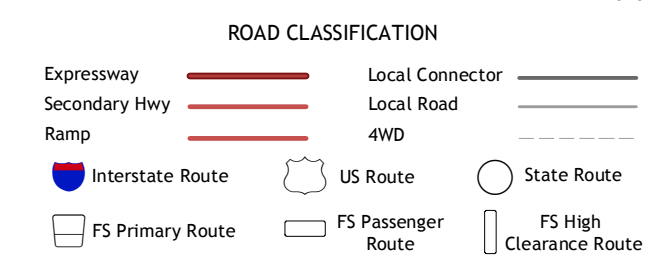 ROAD CLASSIFICATION
Expressway
Local Connector
Secondary Hwy
Local Road
Ramp
4WD
Interstate Route
US Route
State Route
FS Primary Route
FS Passenger
Route
FS High
Clearance Route